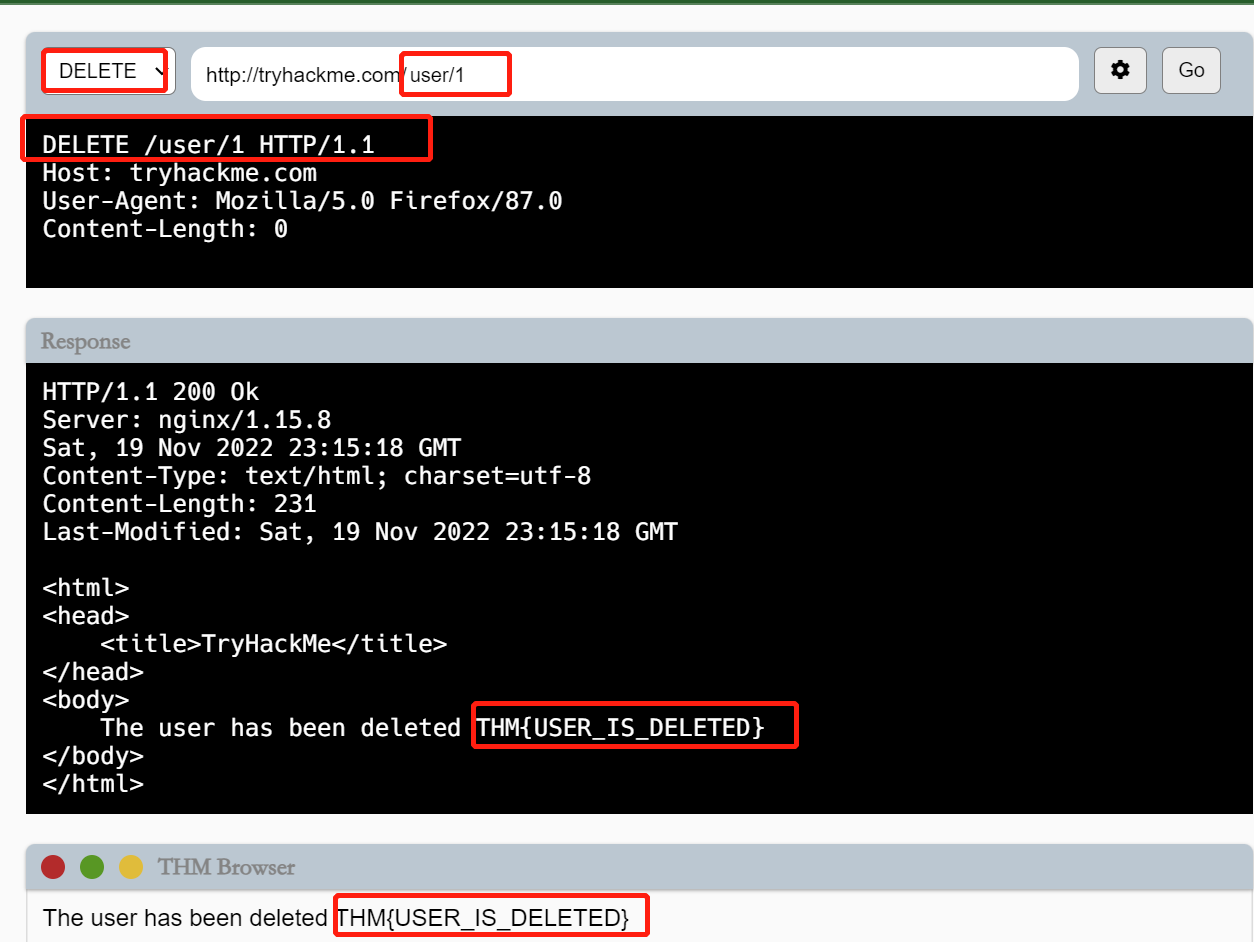 DELETE http://tryhackme.com/user/1 Go
DELETE /user/1 HTTP/1.1
Host: tryhackme.com
User-Agent: Mozilla/5.0 Firefox/87.0
Content-Length: 0
Response
HTTP/1.1 200 Ok
Server: nginx/1.15.8
Sat, 19 Nov 2022 23:15:18 GMT
Content-Type: text/html; charset=utf-8
Content-Length: 231
Last-Modified: Sat, 19 Nov 2022 23:15:18 GMT
<html>
<head>
    <title>TryHackMe</title>
</head>
<body>
    The user has been deleted THM{USER_IS_DELETED}
</body>
</html>
THM Browser
The user has been deleted THM{USER_IS_DELETED}